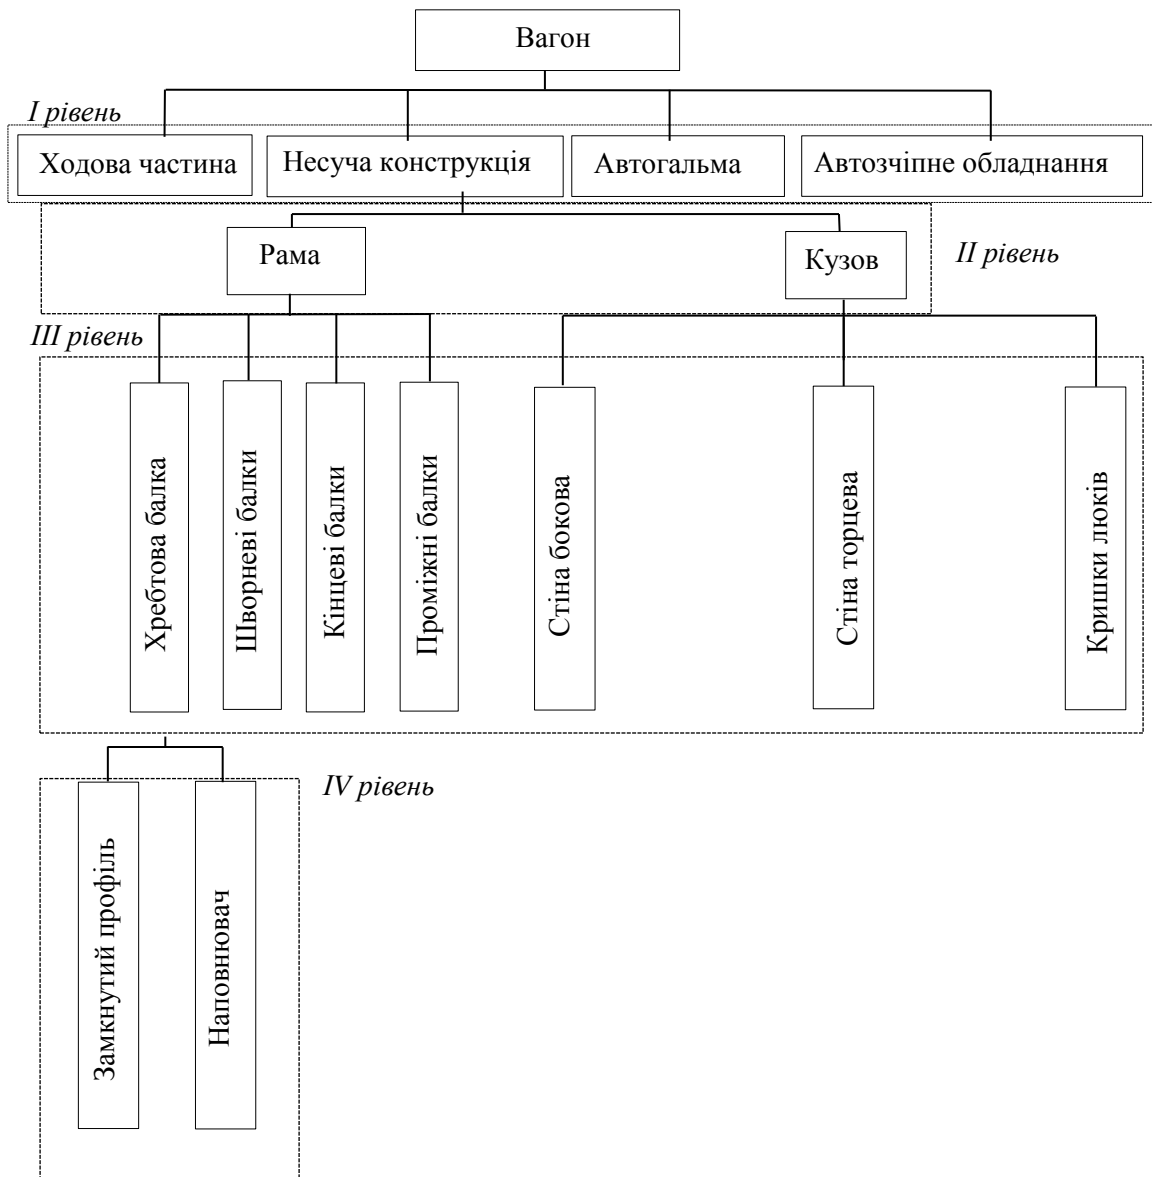 Вагон
I рівень
Ходова частина
Несуча конструкція
Автогальма
Автозчіпне обладнання
Рама
Кузов
II рівень
III рівень
Хребтова балка
Шворневі балки
Кінцеві балки
Проміжні балки
Стіна бокова
Стіна торцева
Кришки люків
IV рівень
Замкнутий профіль
Наповнювач